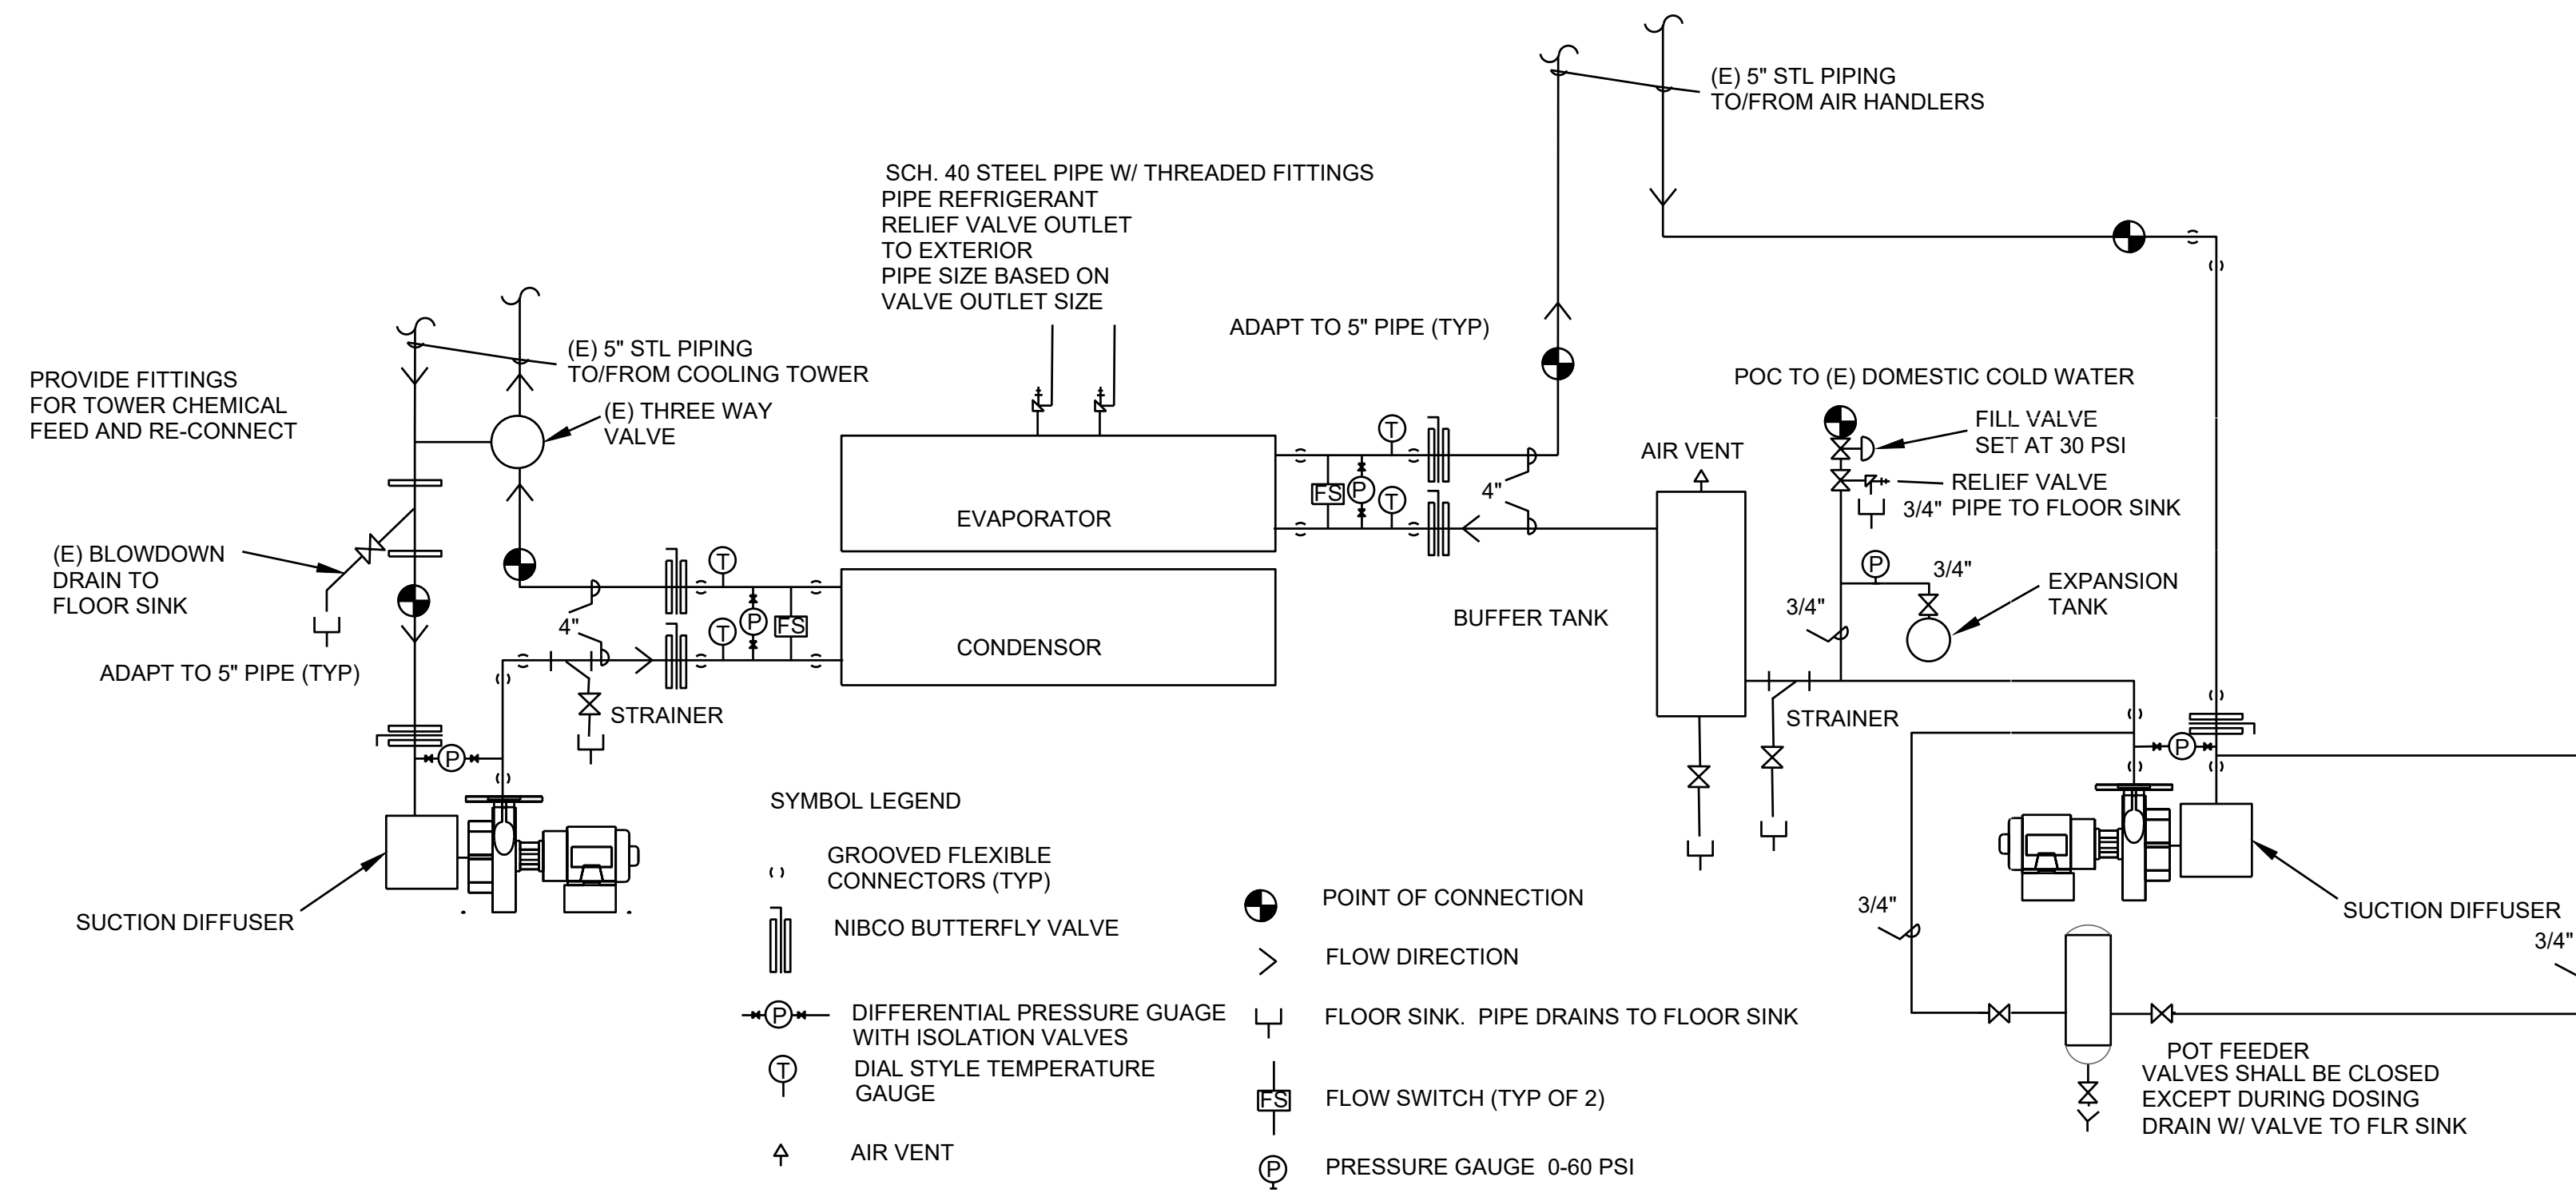 (E) 5" STL PIPING
TO/FROM AIR HANDLERS
SCH. 40 STEEL PIPE W/ THREADED FITTINGS
PIPE REFRIGERANT
RELIEF VALVE OUTLET
TO EXTERIOR
PIPE SIZE BASED ON
VALVE OUTLET SIZE
ADAPT TO 5" PIPE (TYP)
(E) 5" STL PIPING
TO/FROM COOLING TOWER
PROVIDE FITTINGS
FOR TOWER CHEMICAL
FEED AND RE-CONNECT
(E) THREE WAY
VALVE
POC TO (E) DOMESTIC COLD WATER
FILL VALVE
SET AT 30 PSI
AIR VENT
RELIEF VALVE
3/4" PIPE TO FLOOR SINK
T
FS
P
T
4"
EVAPORATOR
(E) BLOWDOWN
DRAIN TO
FLOOR SINK
T
T
P
FS
4"
CONDENSOR
BUFFER TANK
P
3/4"
3/4"
EXPANSION
TANK
ADAPT TO 5" PIPE (TYP)
STRAINER
STRAINER
P
P
SUCTION DIFFUSER
SUCTION DIFFUSER
3/4"
3/4"
SYMBOL LEGEND
GROOVED FLEXIBLE
CONNECTORS (TYP)
NIBCO BUTTERFLY VALVE
P
DIFFERENTIAL PRESSURE GUAGE
WITH ISOLATION VALVES
T
DIAL STYLE TEMPERATURE
GAUGE
AIR VENT
POINT OF CONNECTION
FLOW DIRECTION
FLOOR SINK. PIPE DRAINS TO FLOOR SINK
FS
FLOW SWITCH (TYP OF 2)
P
PRESSURE GAUGE 0-60 PSI
POT FEEDER
VALVES SHALL BE CLOSED
EXCEPT DURING DOSING
DRAIN W/ VALVE TO FLR SINK